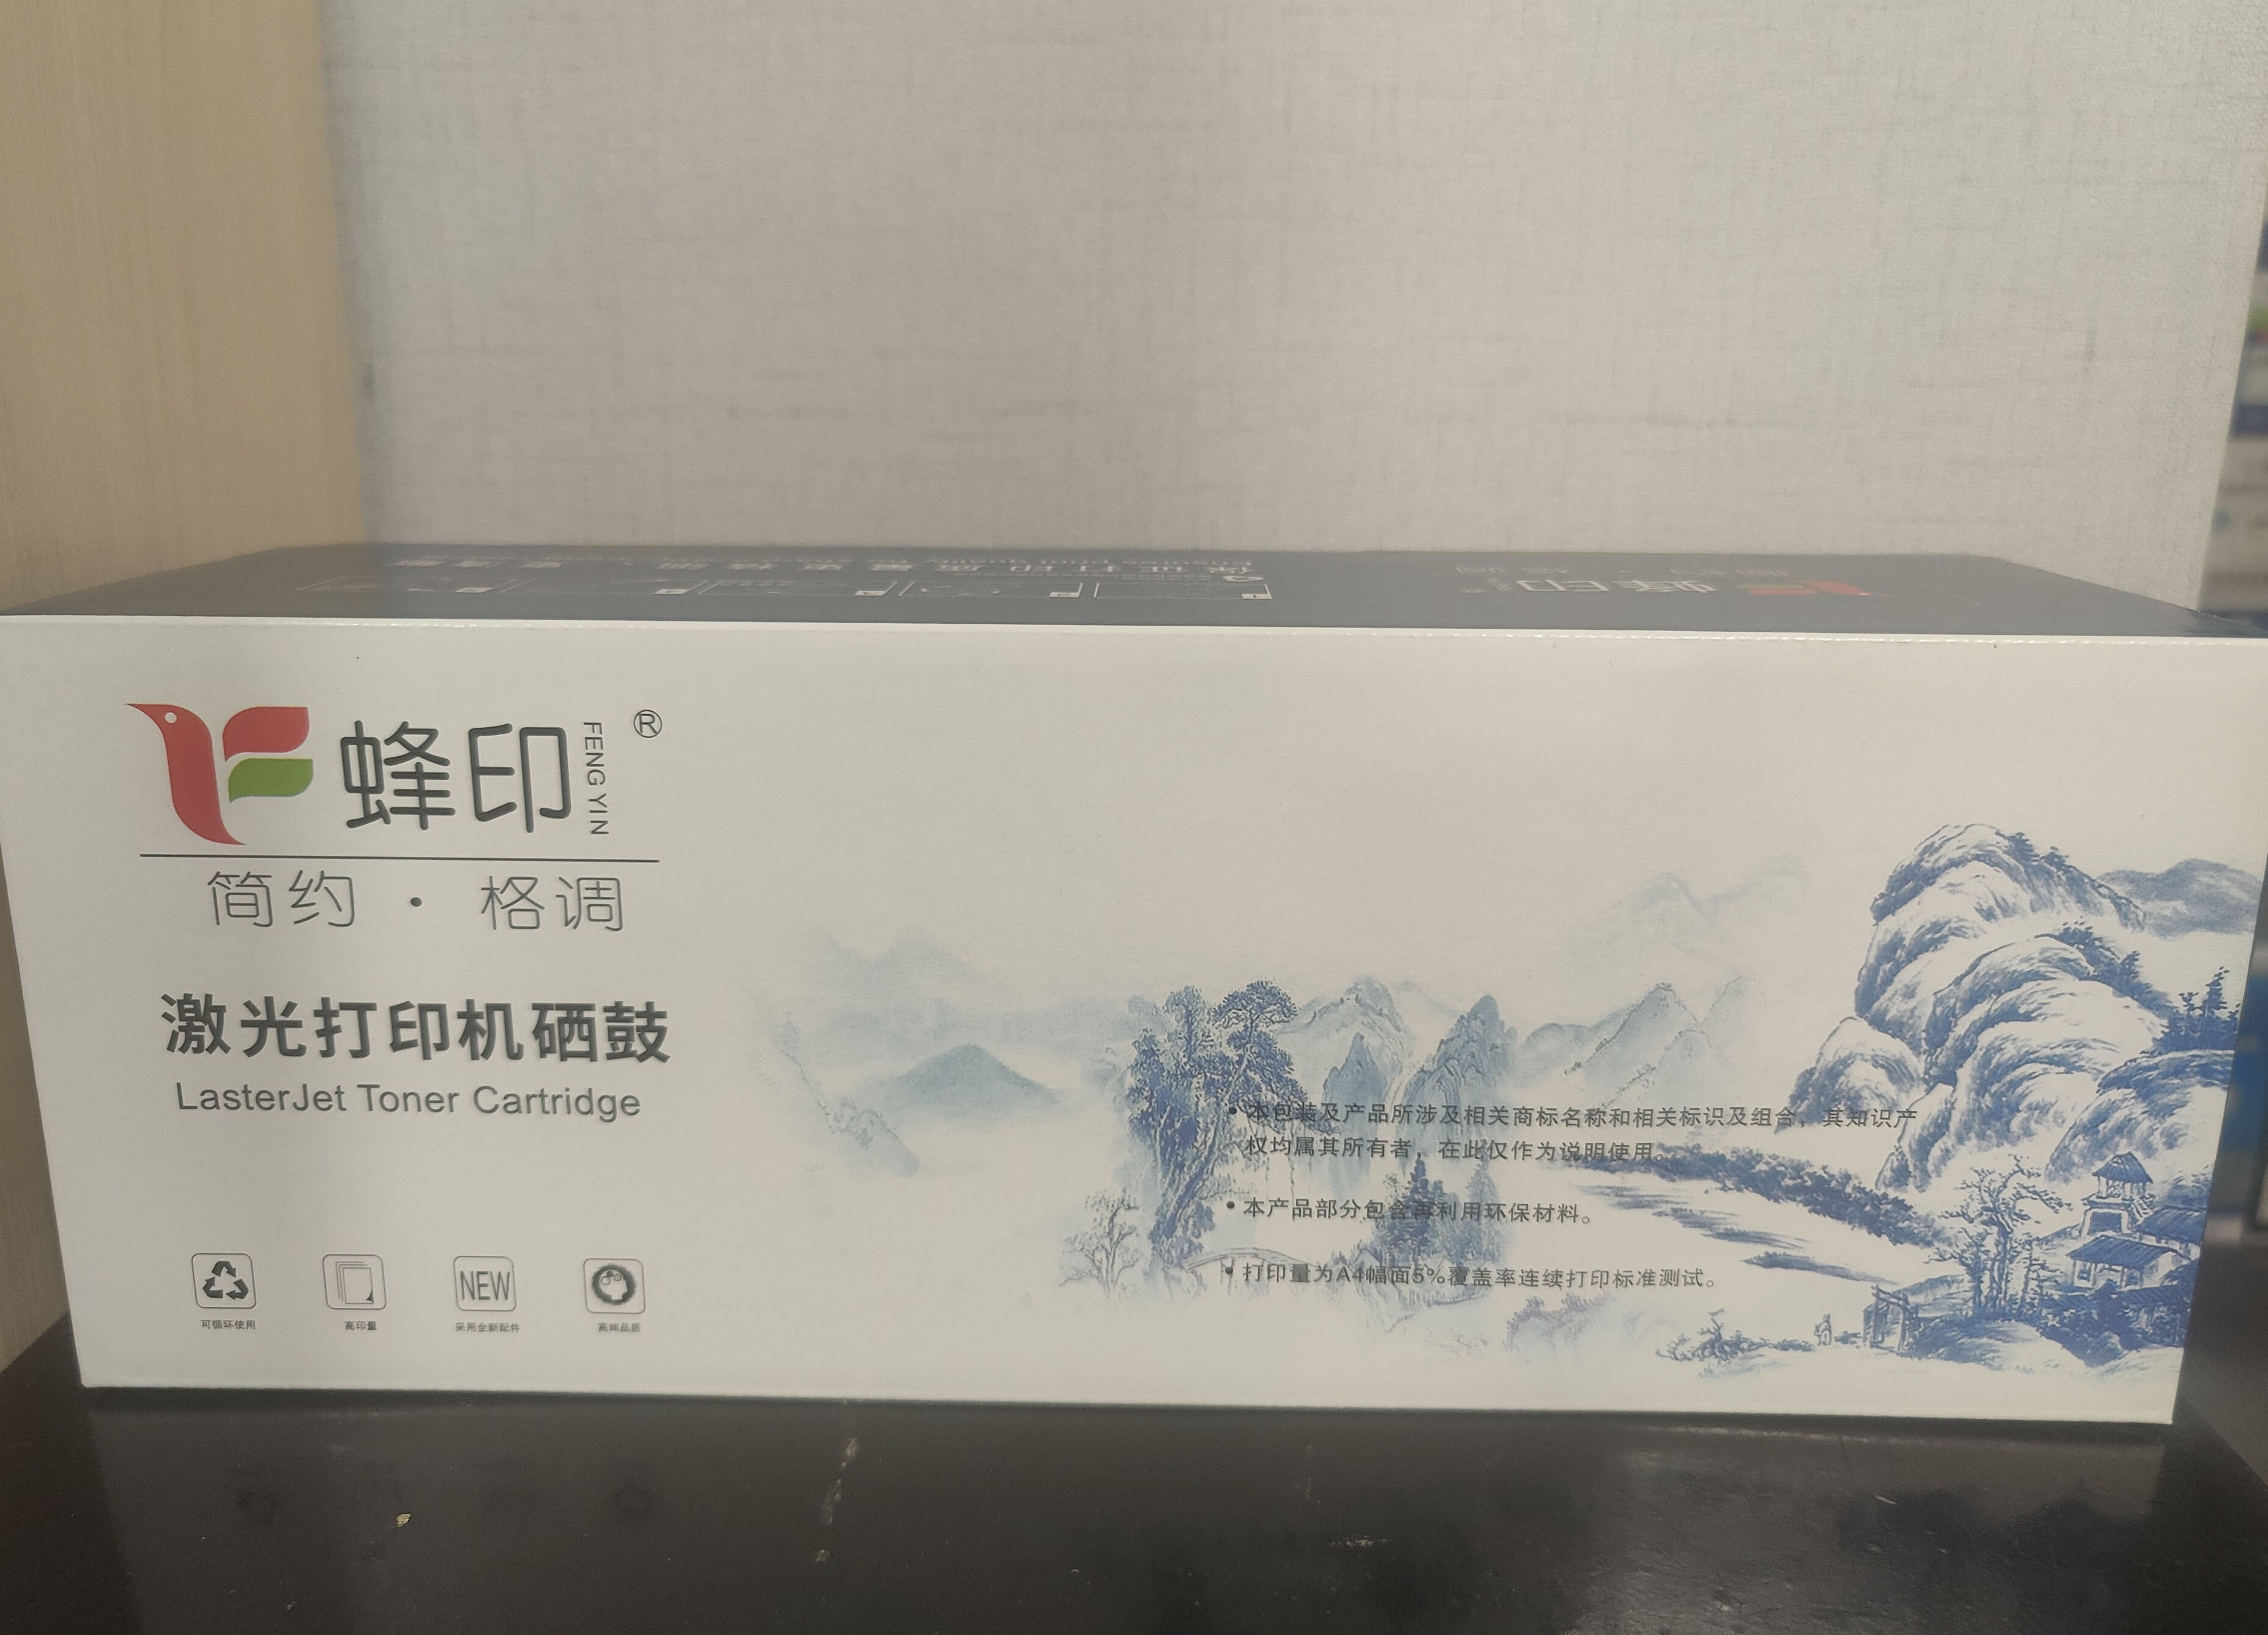 蜂印
FENG YIN
®
简约 · 格调
激光打印机硒鼓
LasterJet Toner Cartridge
可循环使用
高印量
NEW
采用全新配件
高端品质
• 本包装及产品所涉及相关商标名称和相关标识及组合，其知识产
权均属其所有者，在此仅作为说明使用。
• 本产品部分包含再利用环保材料。
• 打印量为A4幅面5%覆盖率连续打印标准测试。
蜂印